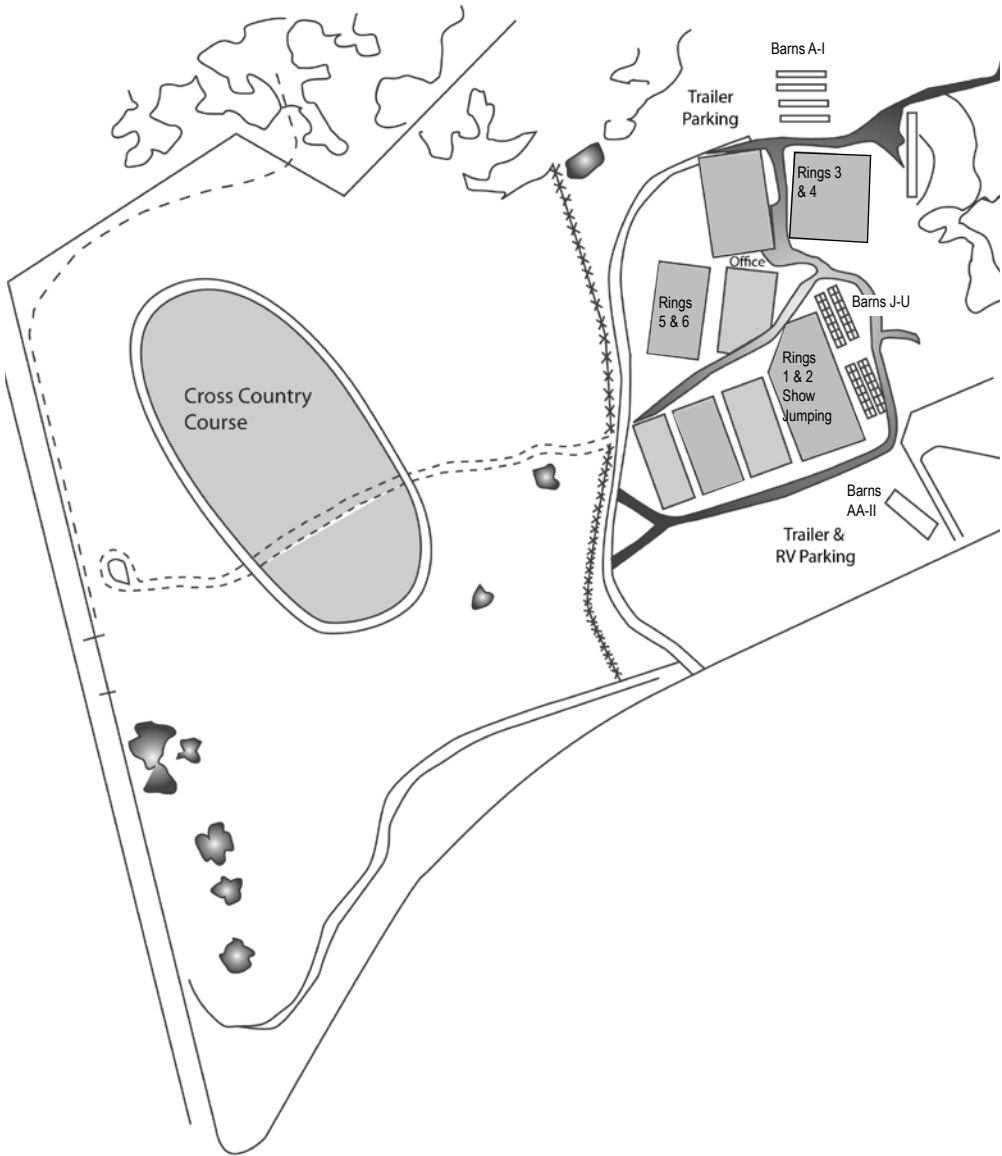 Barns A-I
Trailer
Parking
Rings 3
& 4
Office
Rings
5 & 6
Barns J-U
Rings
1 & 2
Show
Jumping
Cross Country
Course
Barns
AA-II
Trailer &
RV Parking